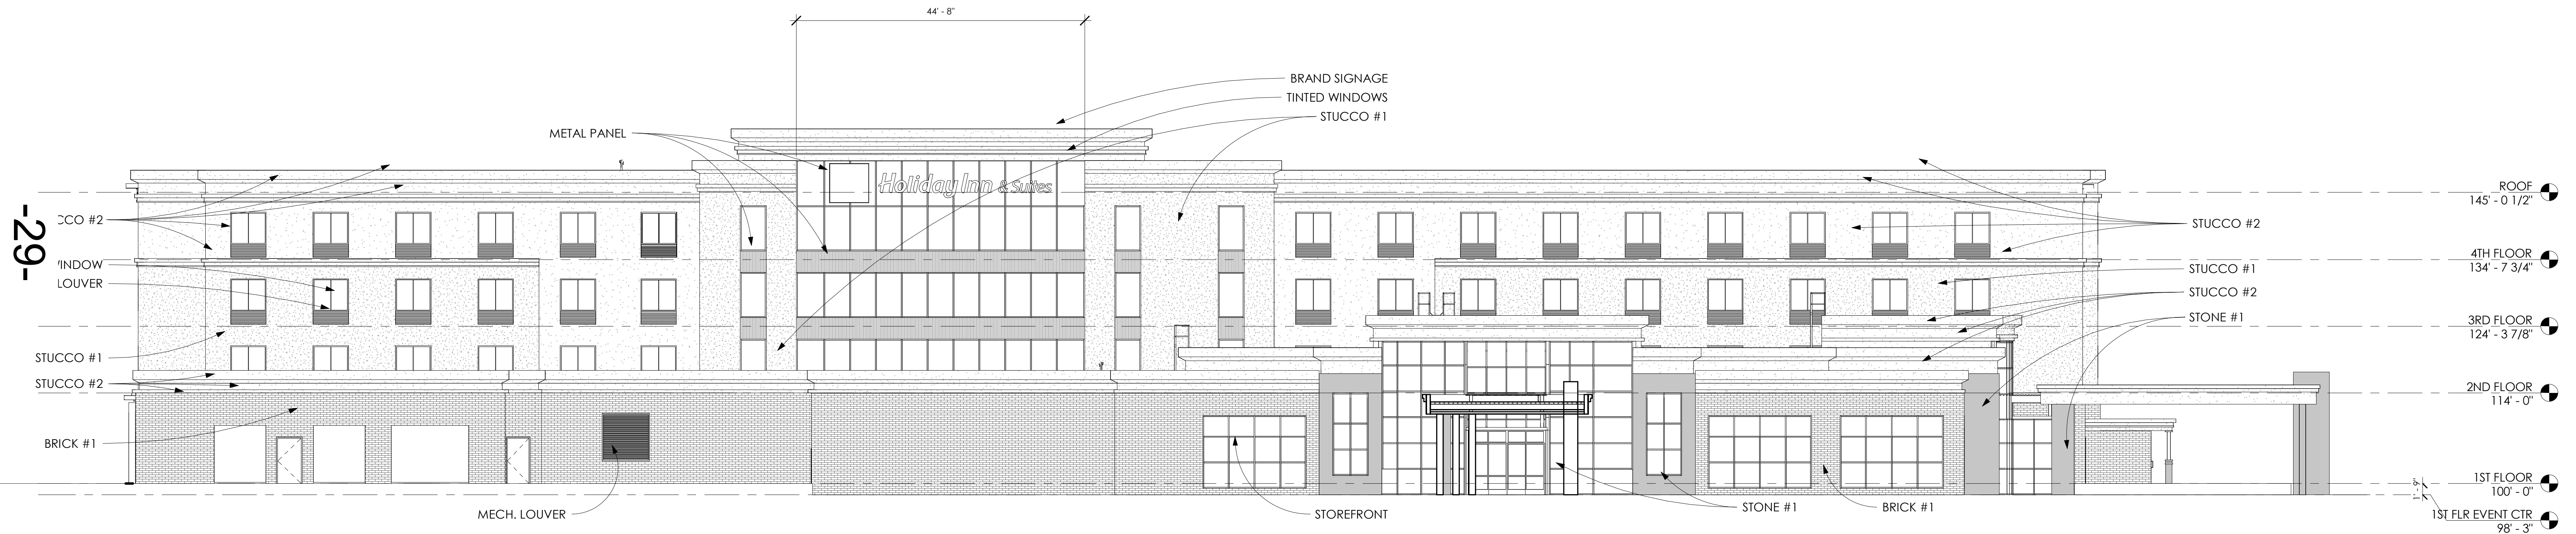 44' - 8"
BRAND SIGNAGE
TINTED WINDOWS
STUCCO #1
METAL PANEL
Holiday Inn & Suites
-29-
CCO #2
INDOW
LOUVER
STUCCO #1
STUCCO #2
BRICK #1
MECH. LOUVER
STOREFRONT
STONE #1
BRICK #1
STUCCO #2
STUCCO #1
STUCCO #2
STONE #1
ROOF
145' - 0 1/2"
4TH FLOOR
134' - 7 3/4"
3RD FLOOR
124' - 3 7/8"
2ND FLOOR
114' - 0"
1ST FLOOR
100' - 0"
1' - 9"
1ST FLR EVENT CTR
98' - 3"